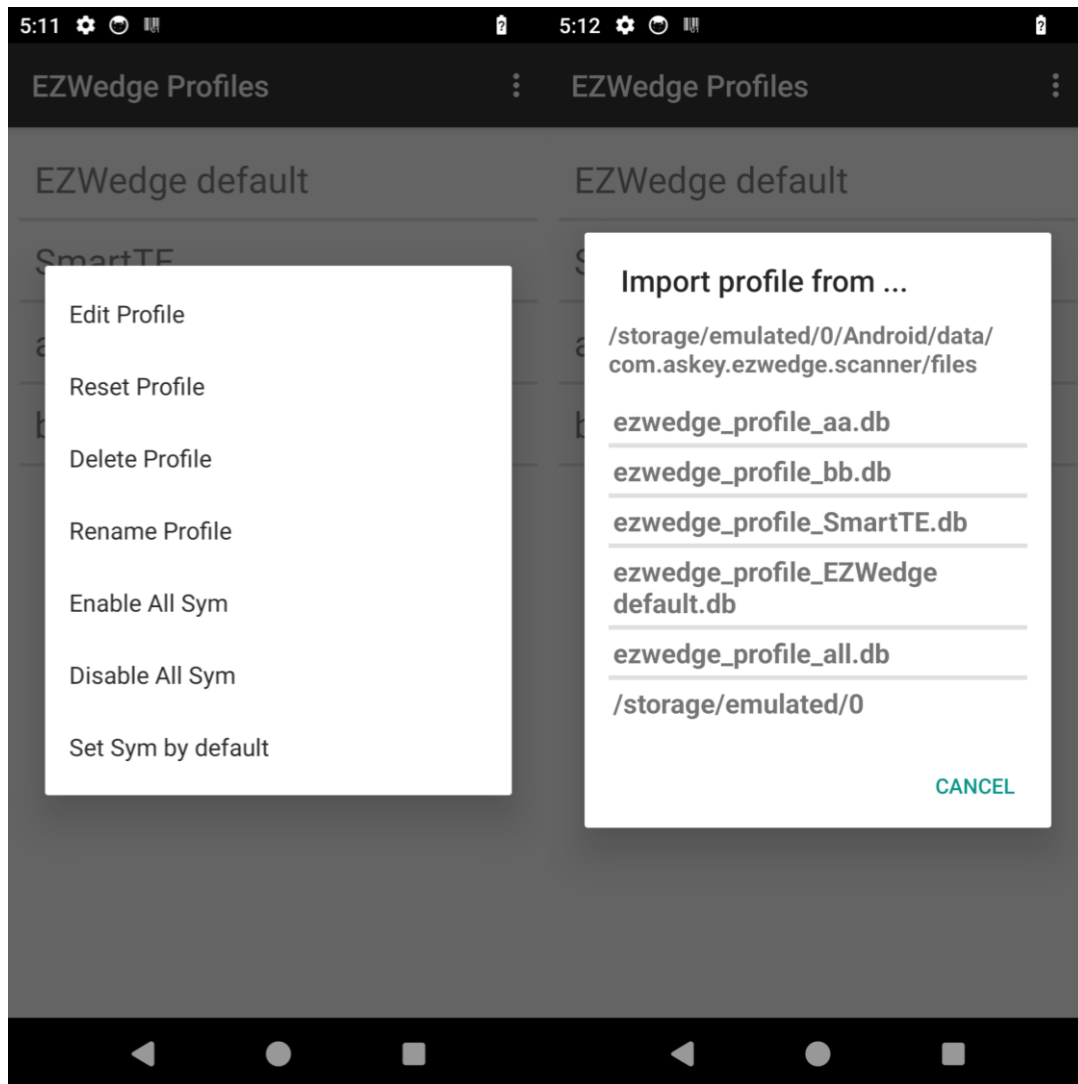 5:11
EZWedge Profiles
EZWedge default
SmartTE
Edit Profile
Reset Profile
Delete Profile
Rename Profile
Enable All Sym
Disable All Sym
Set Sym by default
5:12
EZWedge Profiles
EZWedge default
Import profile from ...
/storage/emulated/0/Android/data/
com.askey.ezwedge.scanner/files
ezwedge_profile_aa.db
ezwedge_profile_bb.db
ezwedge_profile_SmartTE.db
ezwedge_profile_EZWedge
default.db
ezwedge_profile_all.db
/storage/emulated/0
CANCEL